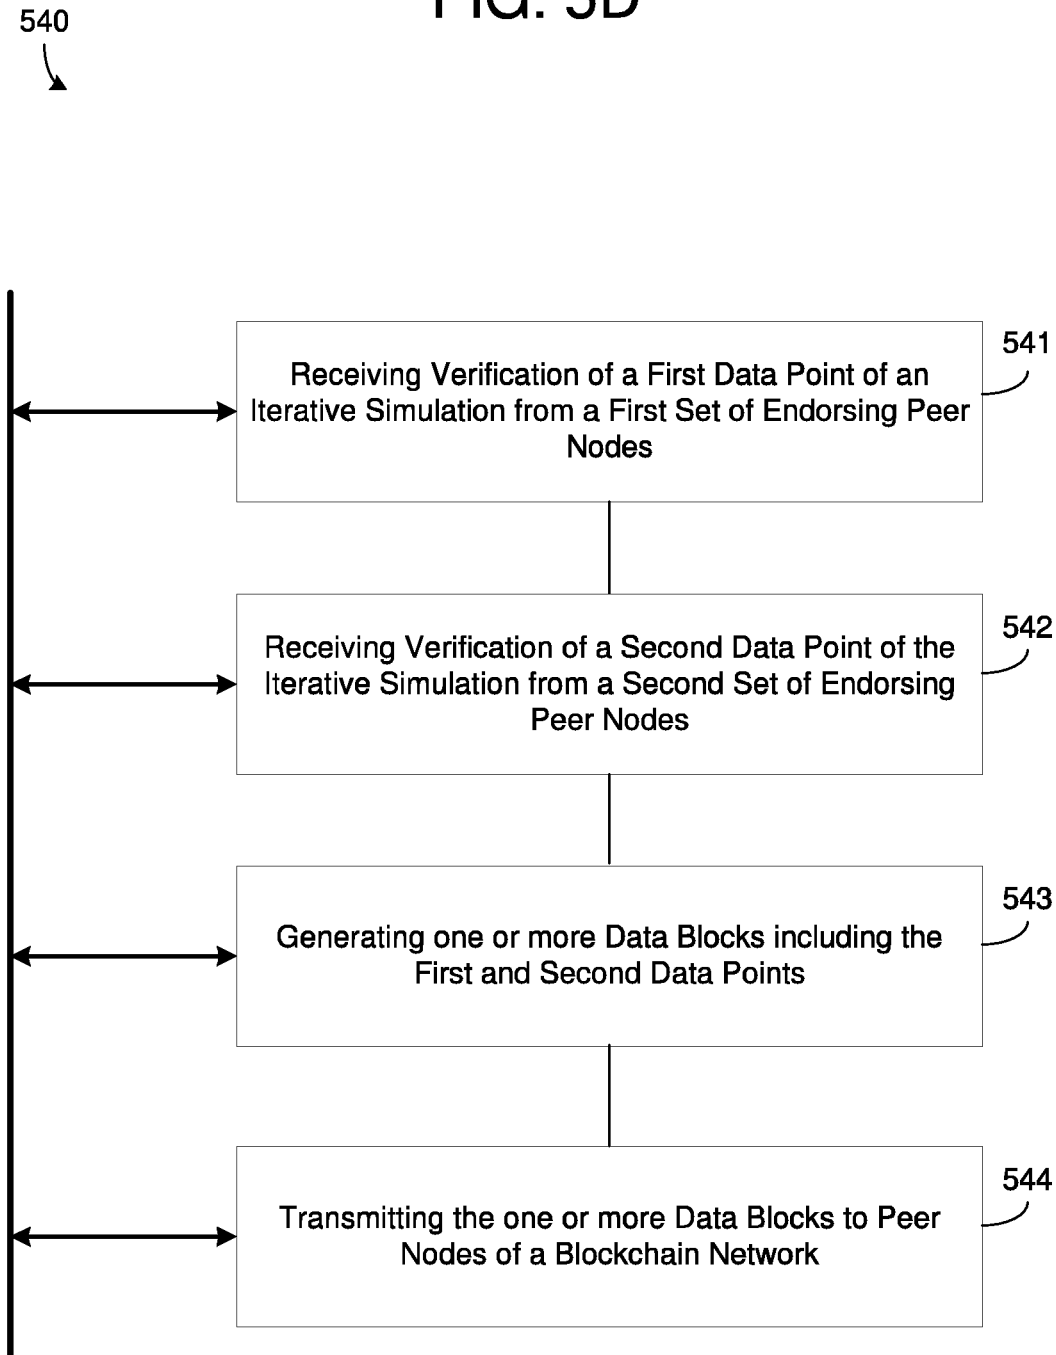 FIG. 5D
540
541
Receiving Verification of a First Data Point of an
Iterative Simulation from a First Set of Endorsing Peer
Nodes
542
Receiving Verification of a Second Data Point of the
Iterative Simulation from a Second Set of Endorsing
Peer Nodes
543
Generating one or more Data Blocks including the
First and Second Data Points
544
Transmitting the one or more Data Blocks to Peer
Nodes of a Blockchain Network